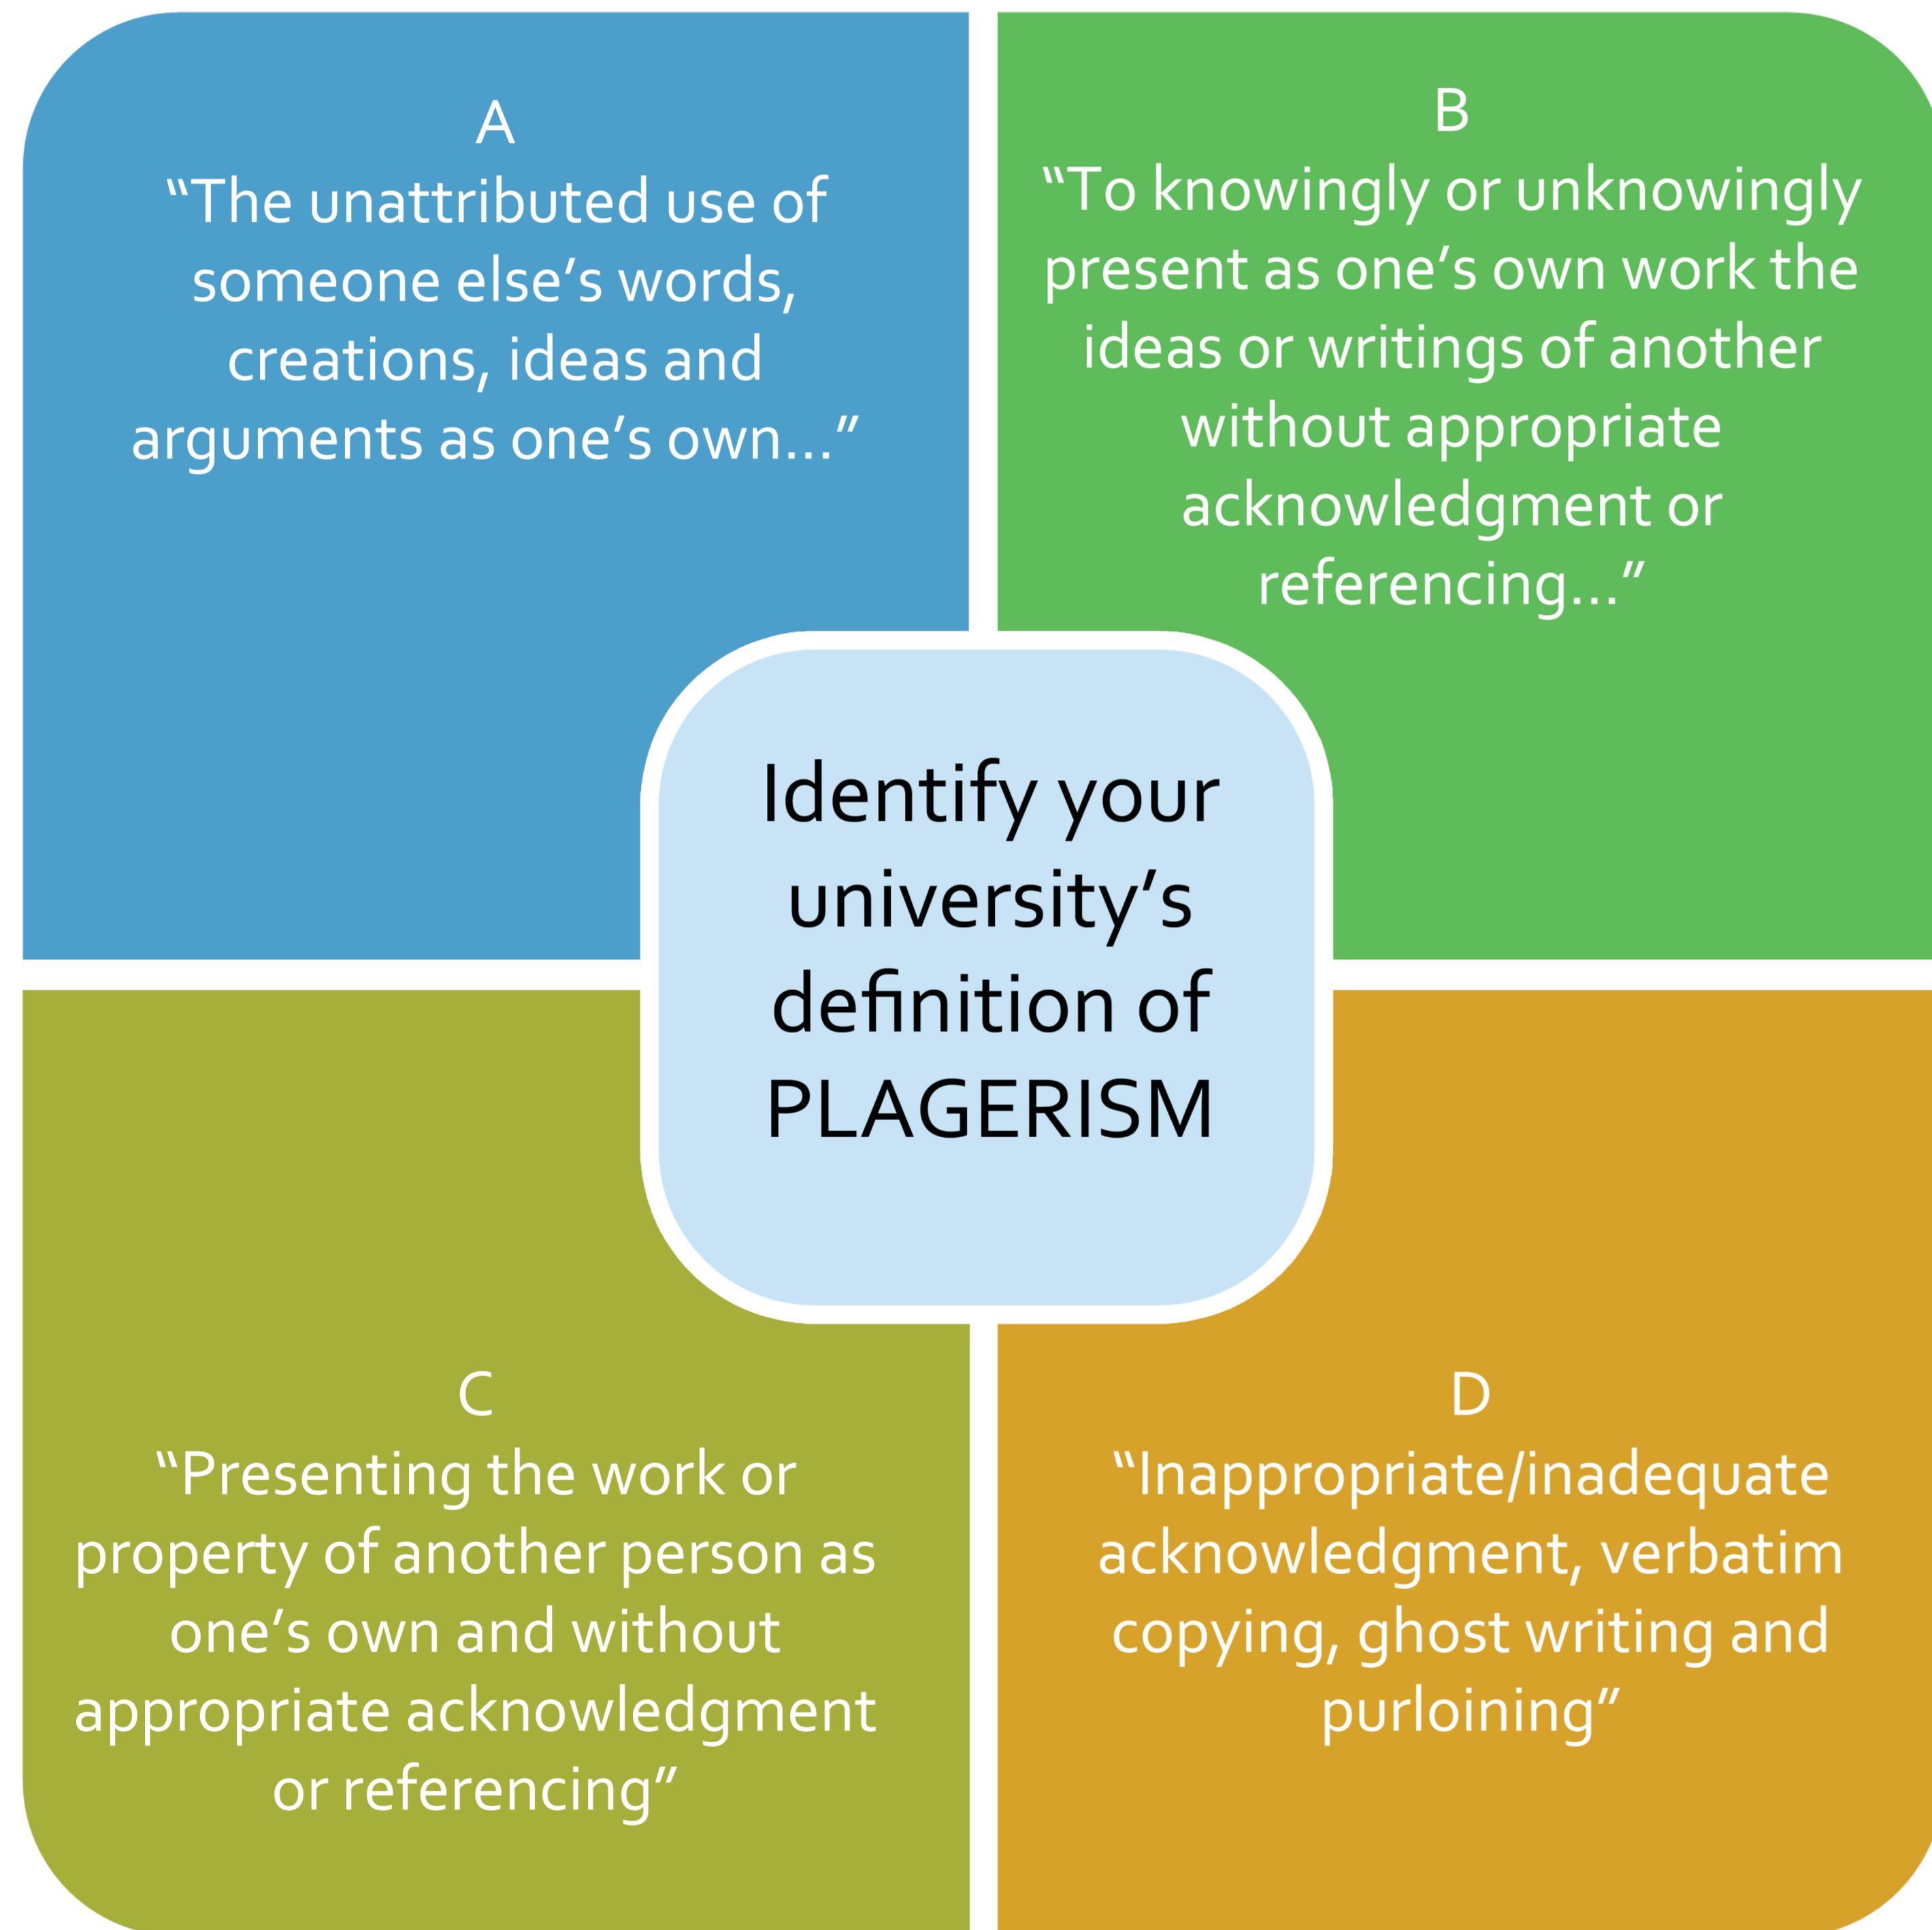 A
“The unattributed use of
someone else’s words,
creations, ideas and
arguments as one’s own…”
B
“To knowingly or unknowingly
present as one’s own work the
ideas or writings of another
without appropriate
acknowledgment or
referencing…”
Identify your
university’s
definition of
PLAGERISM
C
“Presenting the work or
property of another person as
one’s own and without
appropriate acknowledgment
or referencing”
D
“Inappropriate/inadequate
acknowledgment, verbatim
copying, ghost writing and
purloining”